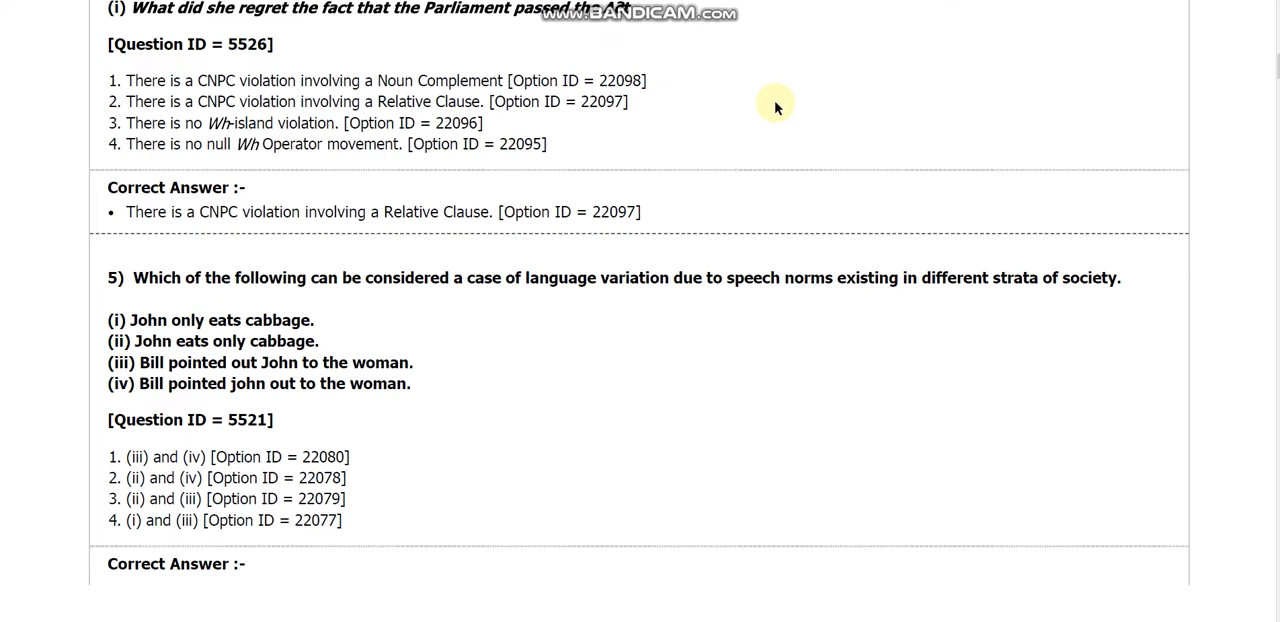 (i) What did she regret the fact that the Parliament passed the
www.BANDICAM.com
[Question ID = 5526]
1. There is a CNPC violation involving a Noun Complement [Option ID = 22098]
2. There is a CNPC violation involving a Relative Clause. [Option ID = 22097]
3. There is no Wh-island violation. [Option ID = 22096]
4. There is no null Wh Operator movement. [Option ID = 22095]
Correct Answer :-
• There is a CNPC violation involving a Relative Clause. [Option ID = 22097]
5) Which of the following can be considered a case of language variation due to speech norms existing in different strata of society.
(i) John only eats cabbage.
(ii) John eats only cabbage.
(iii) Bill pointed out John to the woman.
(iv) Bill pointed john out to the woman.
[Question ID = 5521]
1. (iii) and (iv) [Option ID = 22080]
2. (ii) and (iv) [Option ID = 22078]
3. (ii) and (iii) [Option ID = 22079]
4. (i) and (iii) [Option ID = 22077]
Correct Answer :-